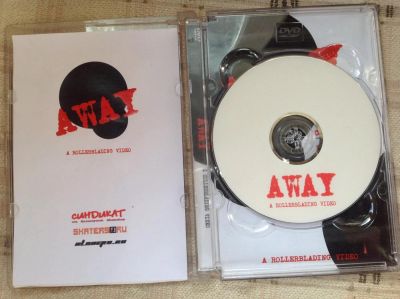 AWAY
A ROLLERBLADING VIDEO
СИНДИКАТ
SKATERS
RU
AWAY
DVD
AWAY
A ROLLERBLADING VIDEO
A ROLLERBLADING VIDEO